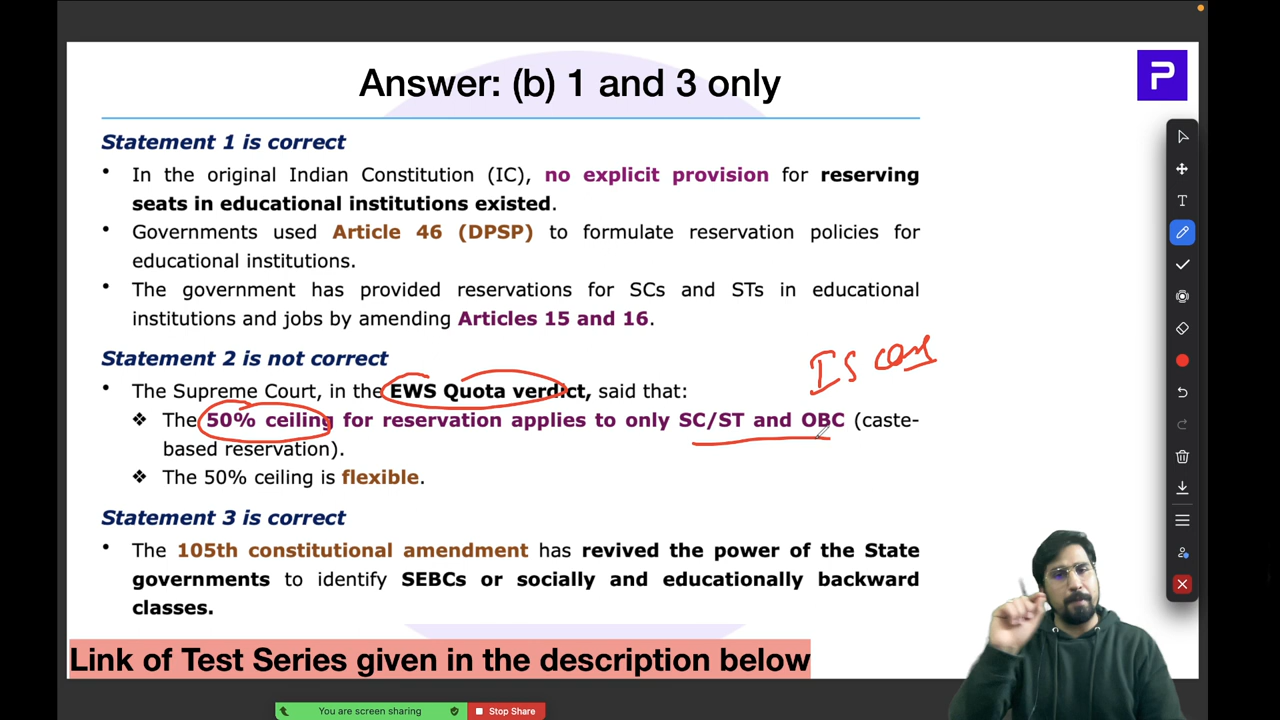 Answer: (b) 1 and 3 only
P
Statement 1 is correct
• In the original Indian Constitution (IC), no explicit provision for reserving
seats in educational institutions existed.
• Governments used Article 46 (DPSP) to formulate reservation policies for
educational institutions.
• The government has provided reservations for SCs and STs in educational
institutions and jobs by amending Articles 15 and 16.
Statement 2 is not correct
IS case
• The Supreme Court, in the EWS Quota verdict, said that:
❖ The 50% ceiling for reservation applies to only SC/ST and OBC (caste-
based reservation).
❖ The 50% ceiling is flexible.
Statement 3 is correct
• The 105th constitutional amendment has revived the power of the State
governments to identify SEBCs or socially and educationally backward
classes.
Link of Test Series given in the description below
You are screen sharing
Stop Share
T